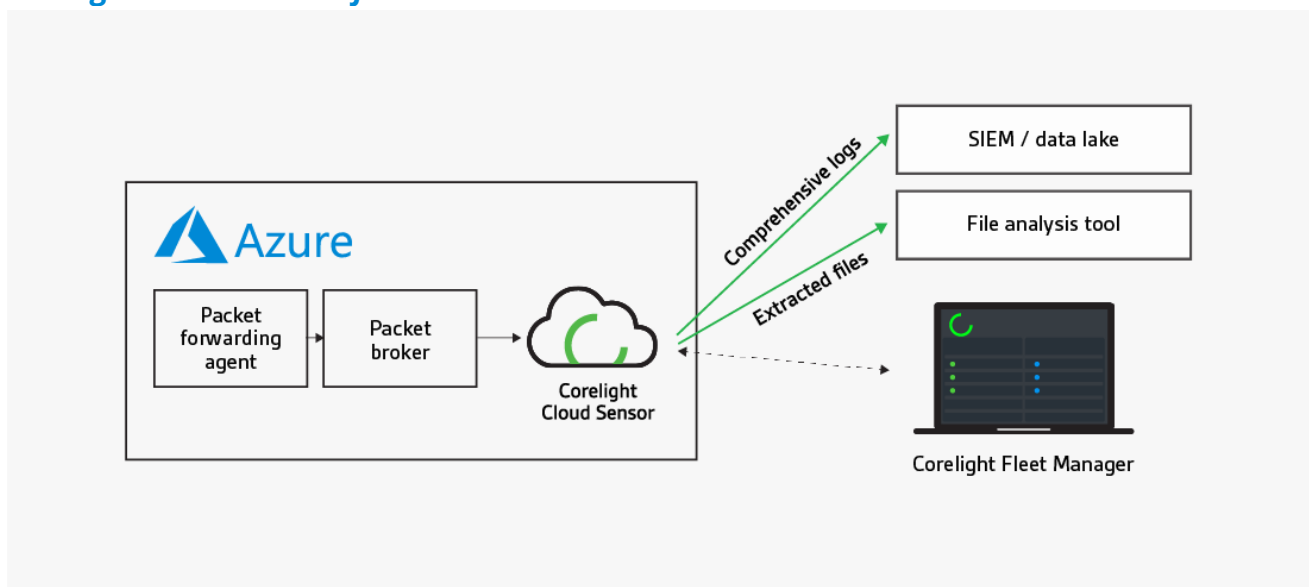 SIEM / data lake
Comprehensive logs
File analysis tool
Extracted files
Azure
Packet
forwarding
agent
Packet
broker
Corelight
Cloud Sensor
Corelight Fleet Manager